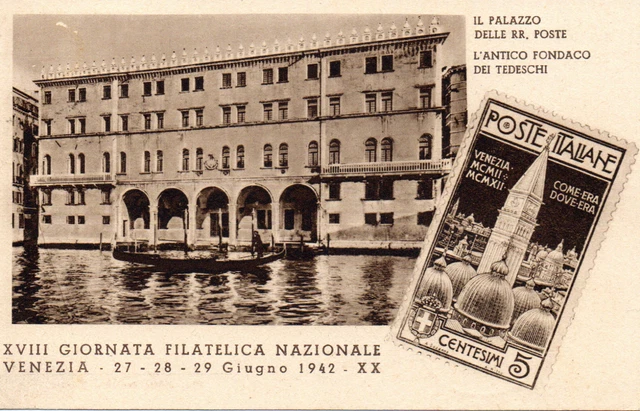 IL PALAZZO
DELLE RR. POSTE
L'ANTICO FONDACO
DEI TEDESCHI
POSTE ITALIANE
VENEZIA
MCMII
MCMXII
COME·ERA
DOVE·ERA
CENTESIMI 5
XVIII GIORNATA FILATELICA NAZIONALE
VENEZIA - 27 - 28 - 29 Giugno 1942 - XX